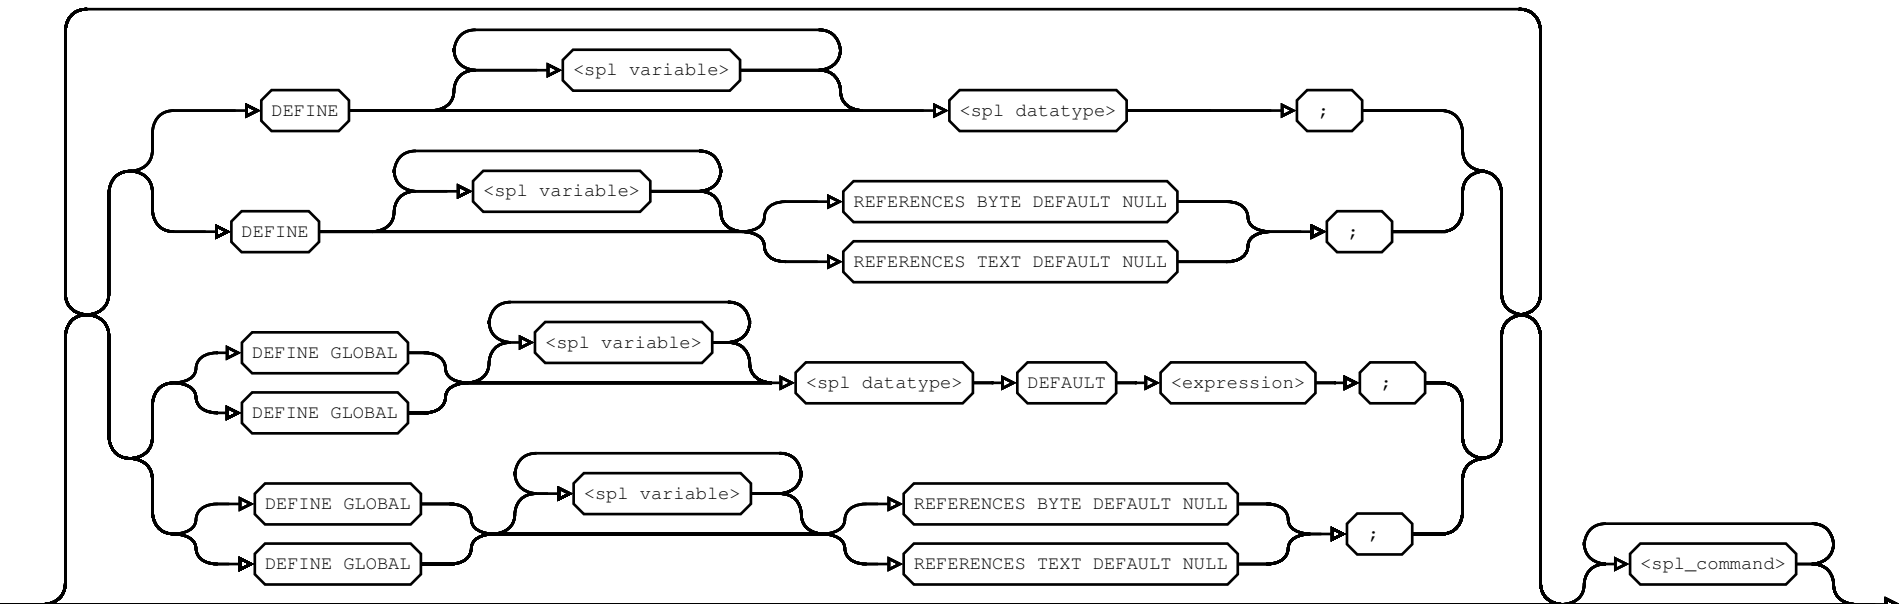 <spl variable>
DEFINE <spl datatype> ;
<spl variable>
REFERENCES BYTE DEFAULT NULL
DEFINE ;
REFERENCES TEXT DEFAULT NULL
<spl variable>
DEFINE GLOBAL
<spl datatype> DEFAULT <expression> ;
DEFINE GLOBAL
<spl variable>
DEFINE GLOBAL REFERENCES BYTE DEFAULT NULL
;
DEFINE GLOBAL REFERENCES TEXT DEFAULT NULL <spl_command>